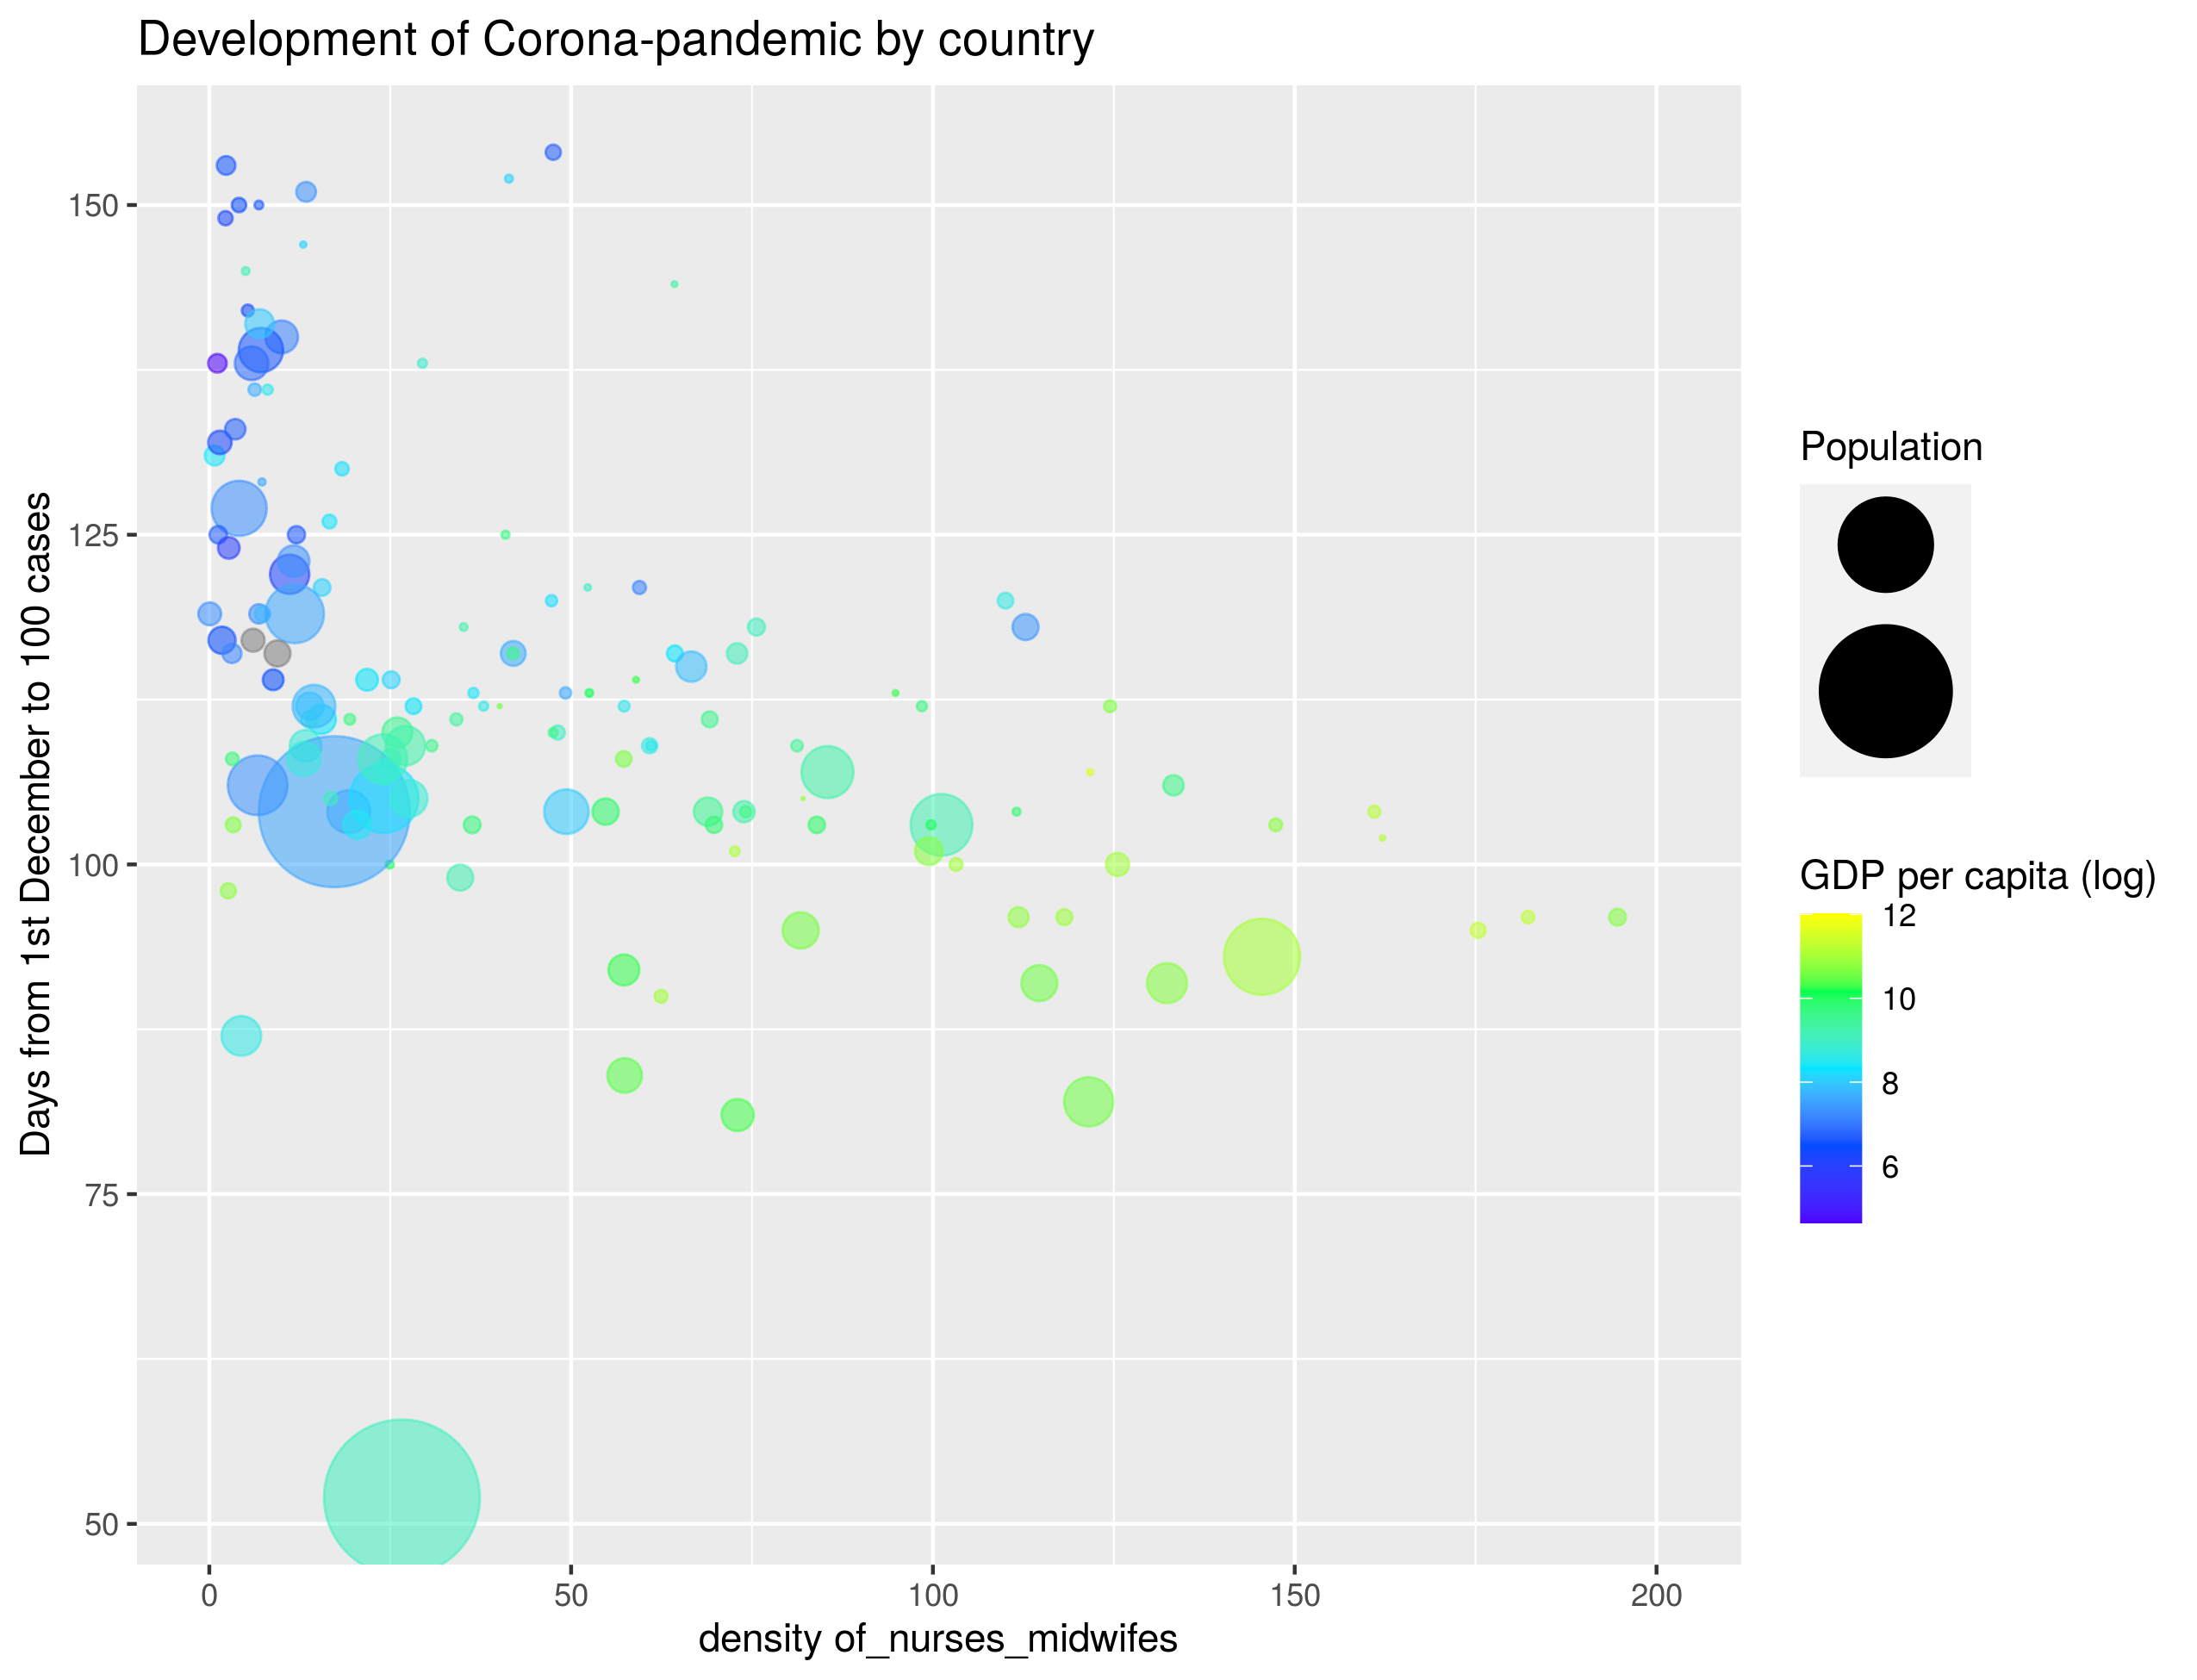 Development of Corona-pandemic by country
Days from 1st December to 100 cases
150
125
100
75
50
0
50
100
150
200
density of_nurses_midwifes
Population
GDP per capita (log)
12
10
8
6